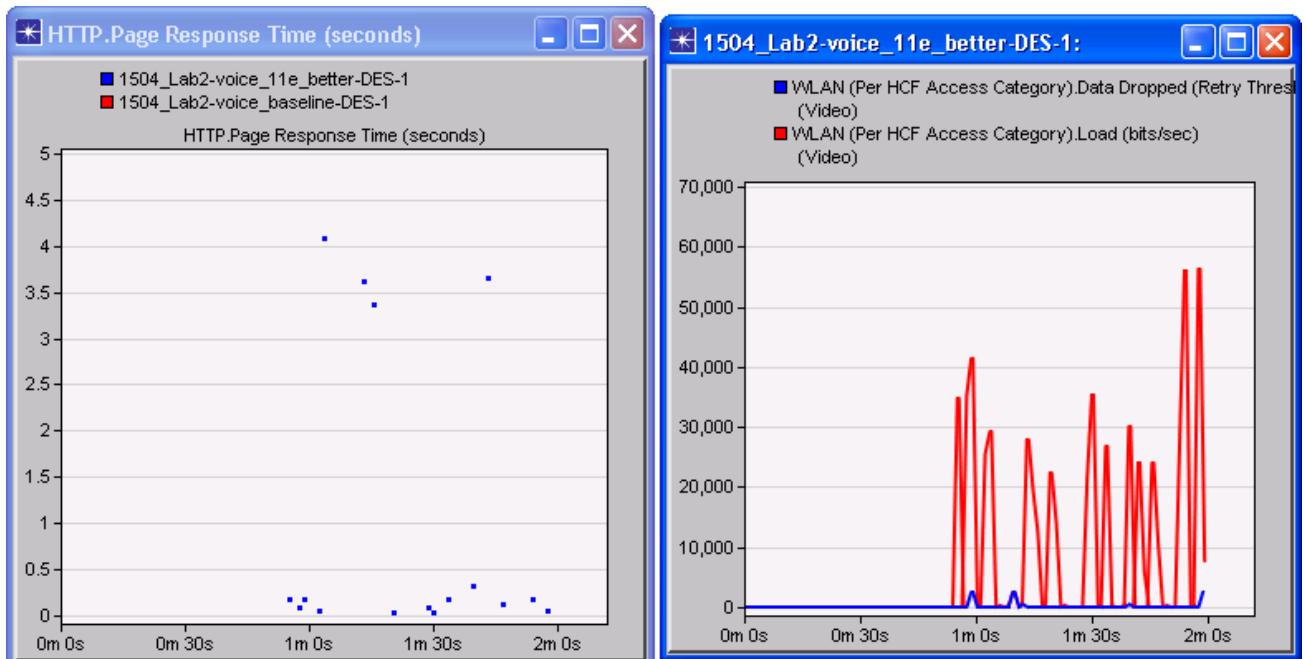 HTTP.Page Response Time (seconds)
1504_Lab2-voice_11e_better-DES-1
1504_Lab2-voice_baseline-DES-1
HTTP.Page Response Time (seconds)
5
4.5
4
3.5
3
2.5
2
1.5
1
0.5
0
0m 0s 0m 30s 1m 0s 1m 30s 2m 0s
1504_Lab2-voice_11e_better-DES-1:
WLAN (Per HCF Access Category).Data Dropped (Retry Thres
(Video)
WLAN (Per HCF Access Category).Load (bits/sec)
(Video)
70,000
60,000
50,000
40,000
30,000
20,000
10,000
0
0m 0s 0m 30s 1m 0s 1m 30s 2m 0s